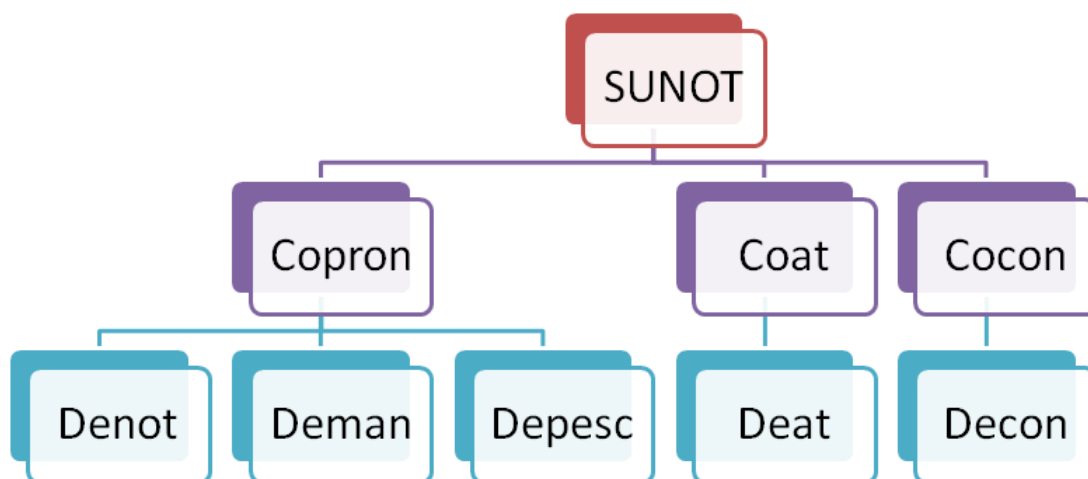 SUNOT
Copron
Coat
Cocon
Denot
Deman
Depesc
Deat
Decon